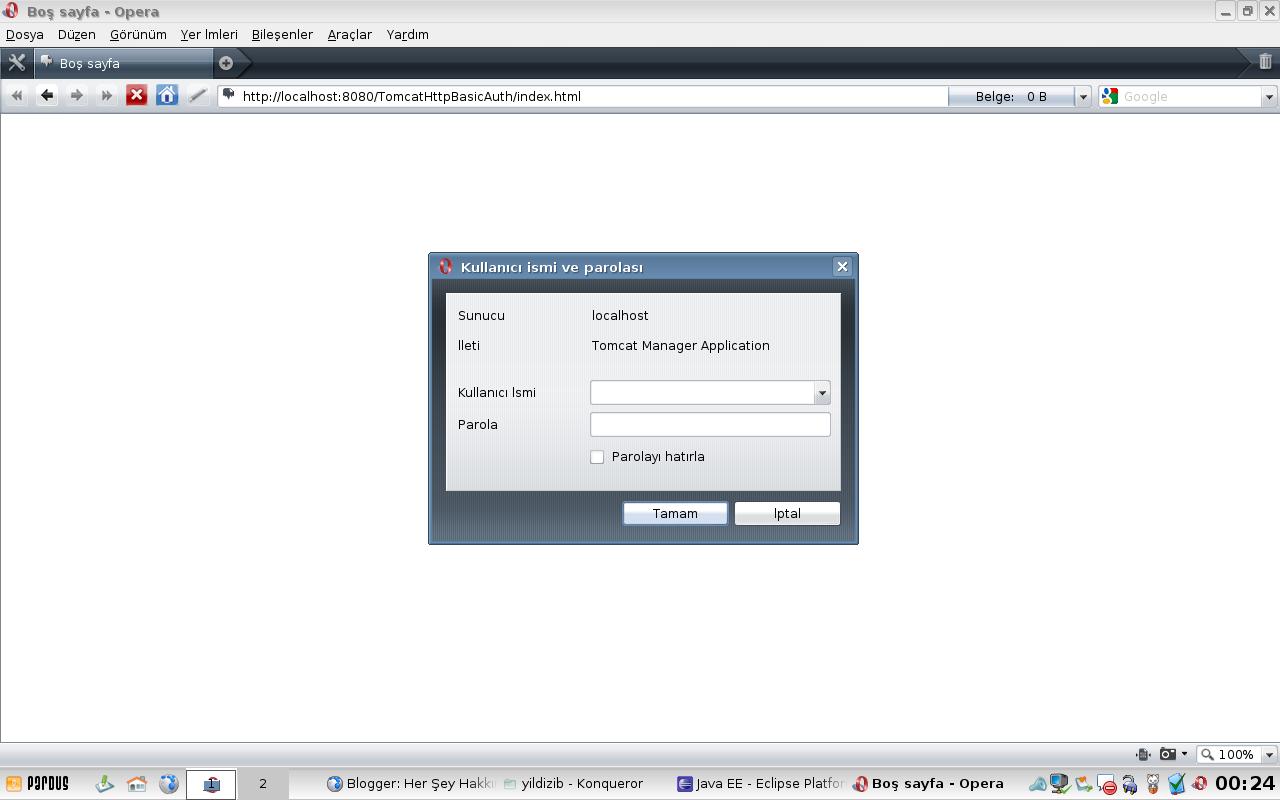 Boş sayfa - Opera
Dosya Düzen Görünüm Yer İmleri Bileşenler Araçlar Yardım
Boş sayfa
http://localhost:8080/TomcatHttpBasicAuth/index.html Belge: 0 B Google
Kullanıcı ismi ve parolası
Sunucu localhost
İleti Tomcat Manager Application
Kullanıcı İsmi
Parola
Parolayı hatırla
Tamam İptal
100%
PARDUS 1 2 Blogger: Her Şey Hakkı yildizib - Konqueror Java EE - Eclipse Platfor Boş sayfa - Opera 00:24